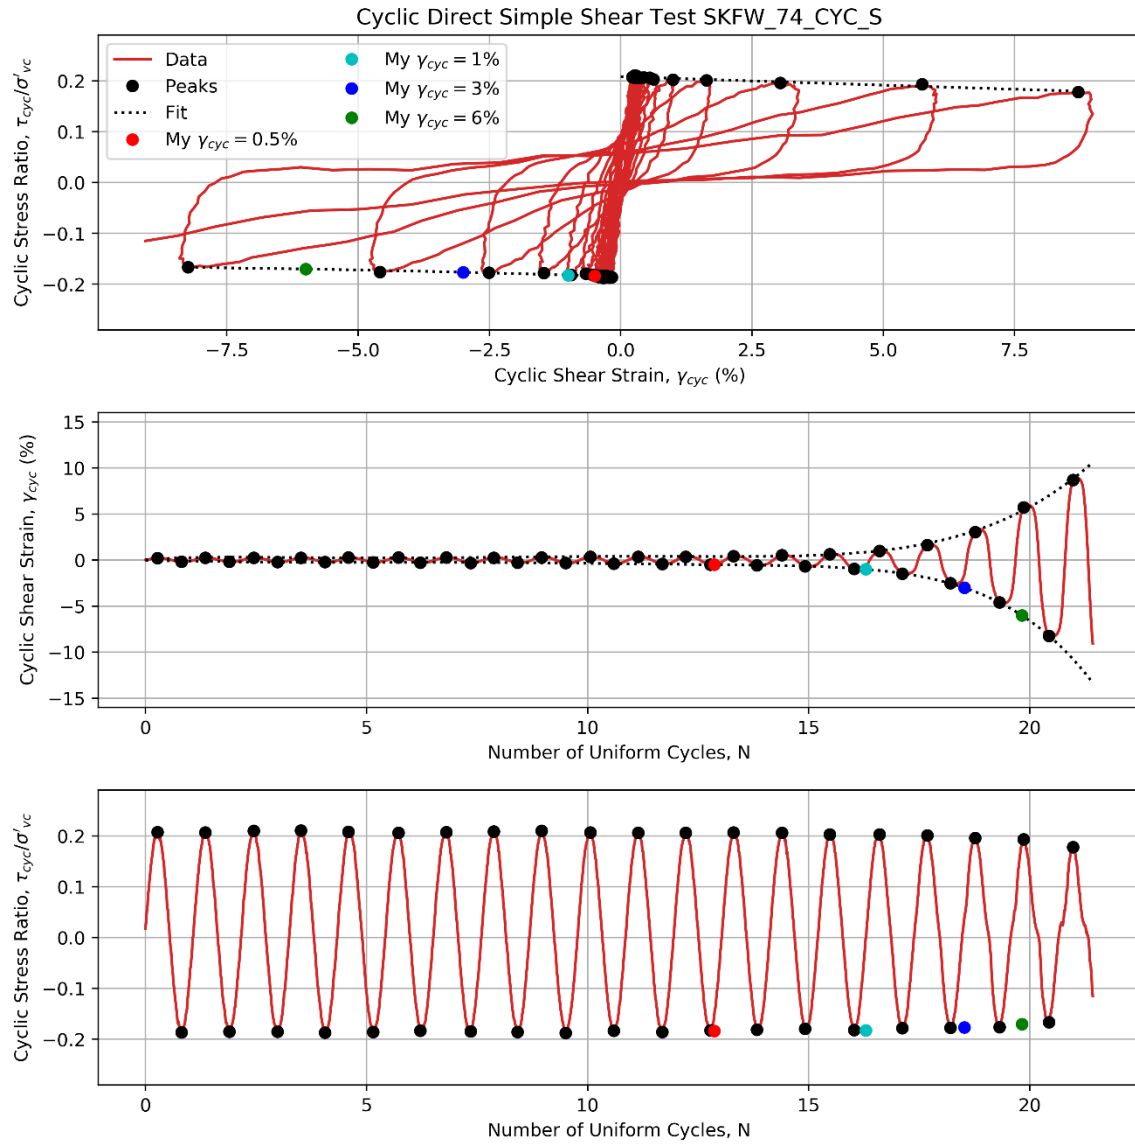 Cyclic Direct Simple Shear Test SKFW_74_CYC_S
Cyclic Stress Ratio, τcyc/σ′vc
0.2
0.1
0.0
−0.1
−0.2
Data
Peaks
Fit
My γcyc = 0.5%
My γcyc = 1%
My γcyc = 3%
My γcyc = 6%
−7.5 −5.0 −2.5 0.0 2.5 5.0 7.5
Cyclic Shear Strain, γcyc (%)
Cyclic Shear Strain, γcyc (%)
15
10
5
0
−5
−10
−15
0 5 10 15 20
Number of Uniform Cycles, N
Cyclic Stress Ratio, τcyc/σ′vc
0.2
0.1
0.0
−0.1
−0.2
0 5 10 15 20
Number of Uniform Cycles, N